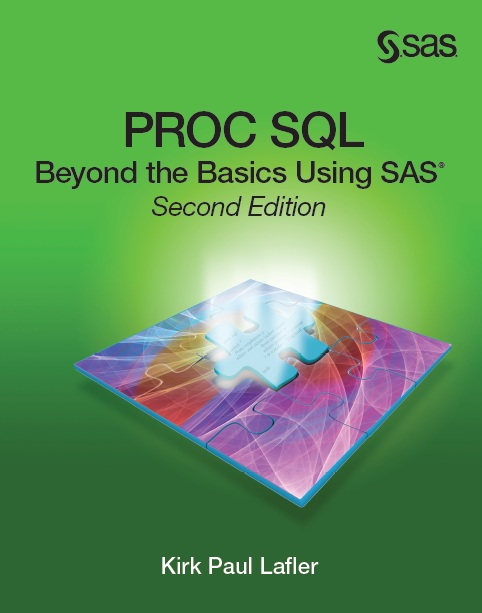 sas
PROC SQL
Beyond the Basics Using SAS®
Second Edition
Kirk Paul Lafler